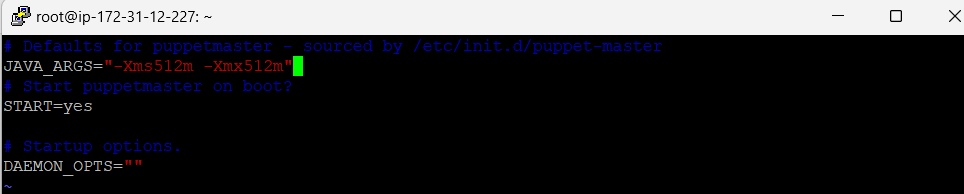 root@ip-172-31-12-227: ~
# Defaults for puppetmaster - sourced by /etc/init.d/puppet-master
JAVA_ARGS="-Xms512m -Xmx512m"
# Start puppetmaster on boot?
START=yes
# Startup options.
DAEMON_OPTS=""
~